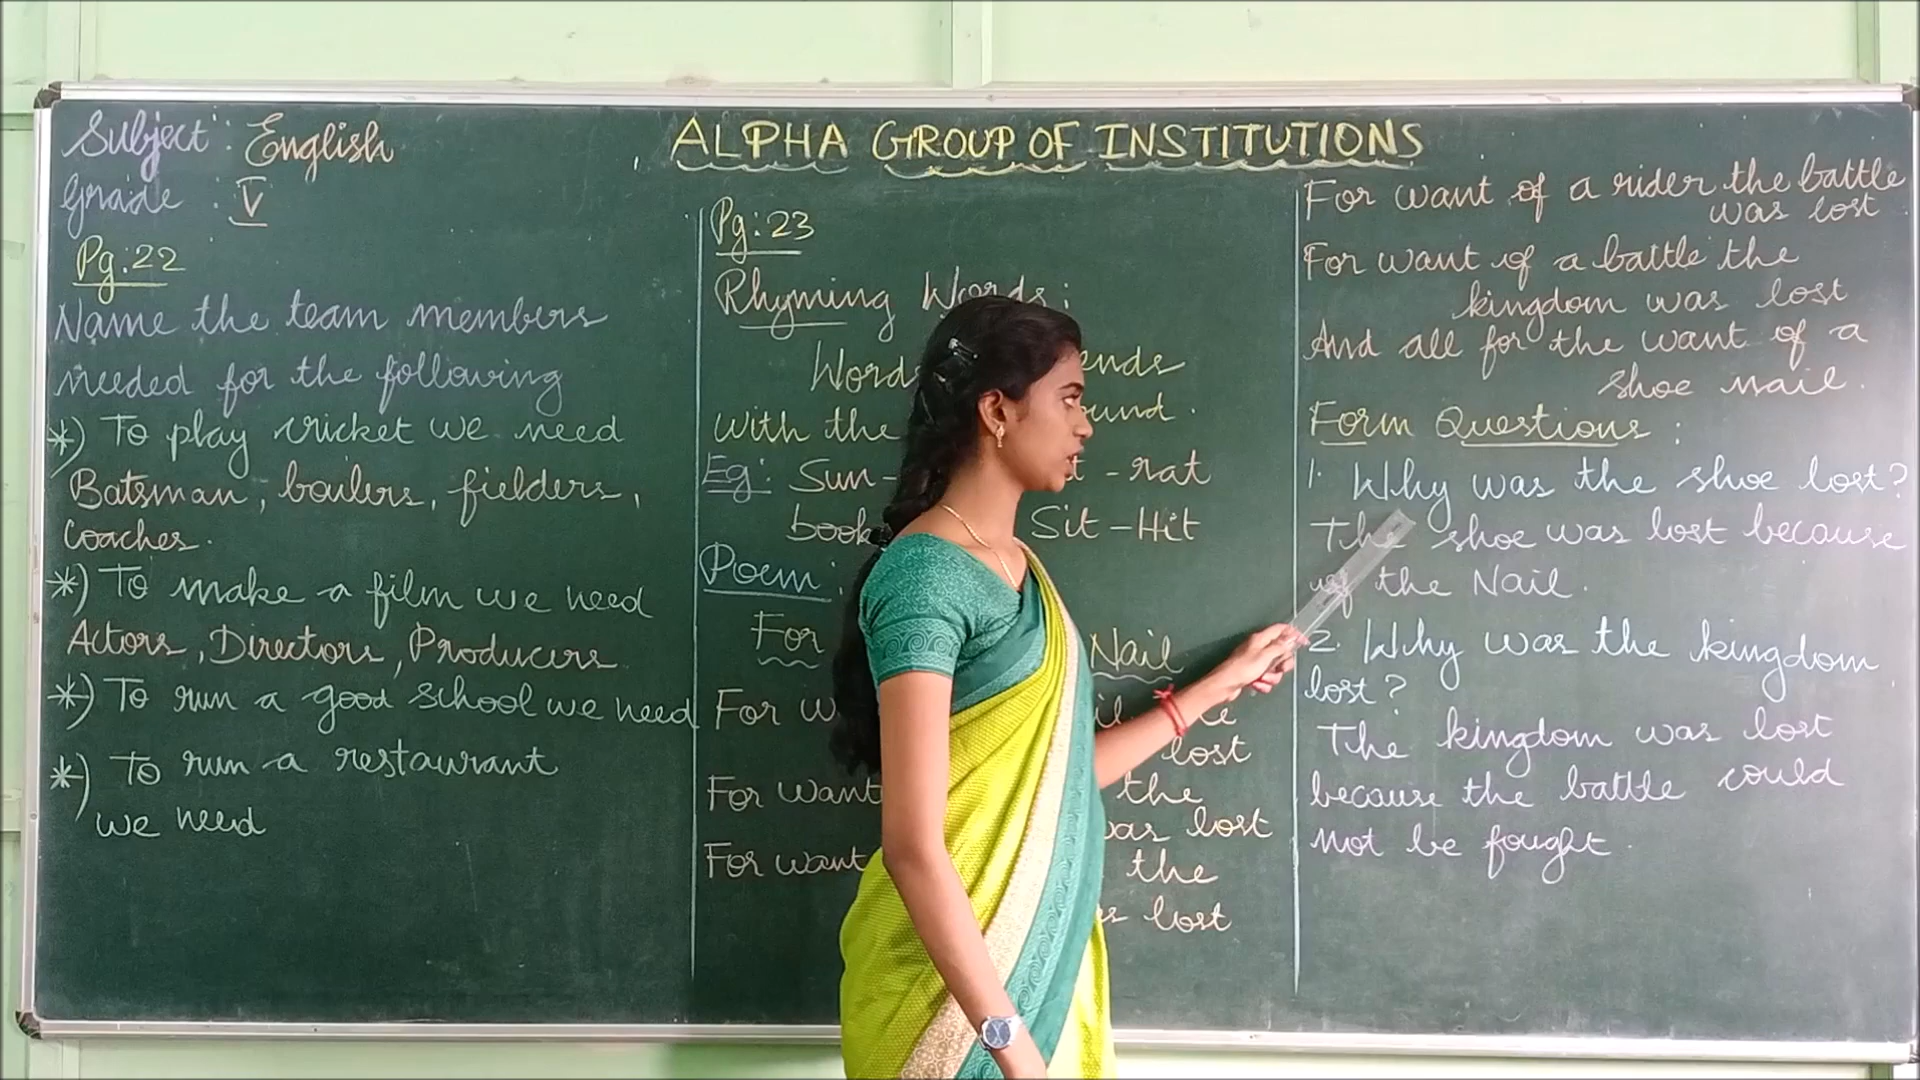 Subject : English
Grade : V
ALPHA GROUP OF INSTITUTIONS
Pg:22
Name the team members
needed for the following
*) To play cricket we need
Batsman, boilers, fielders,
Coaches.
*) To make a film we need
Actors, Directors, Producers
*) To run a good school we need
*) To run a restaurant
we need
Pg:23
Rhyming Words:
Words ends
with the
Eg: Sun- - rat
book Sit - Hit
Poem:
For Nail
For
lost
For want the
lost
For want the
lost
For want of a rider the battle
was lost
For want of a battle the
kingdom was lost
And all for the want of a
shoe nail.
Form Questions:
1. Why was the shoe lost?
The shoe was lost because
of the Nail.
2. Why was the kingdom
lost?
The kingdom was lost
because the battle could
not be fought.